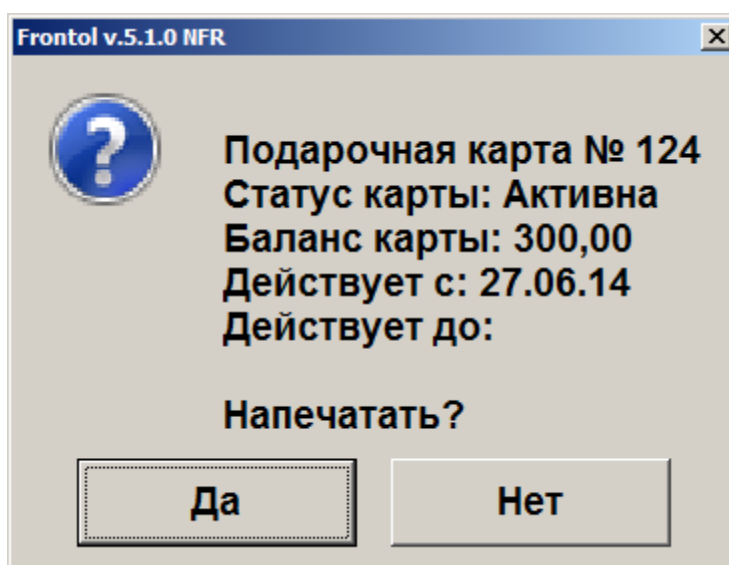 Frontol v.5.1.0 NFR
?
Подарочная карта № 124
Статус карты: Активна
Баланс карты: 300,00
Действует с: 27.06.14
Действует до:
Напечатать?
Да
Нет